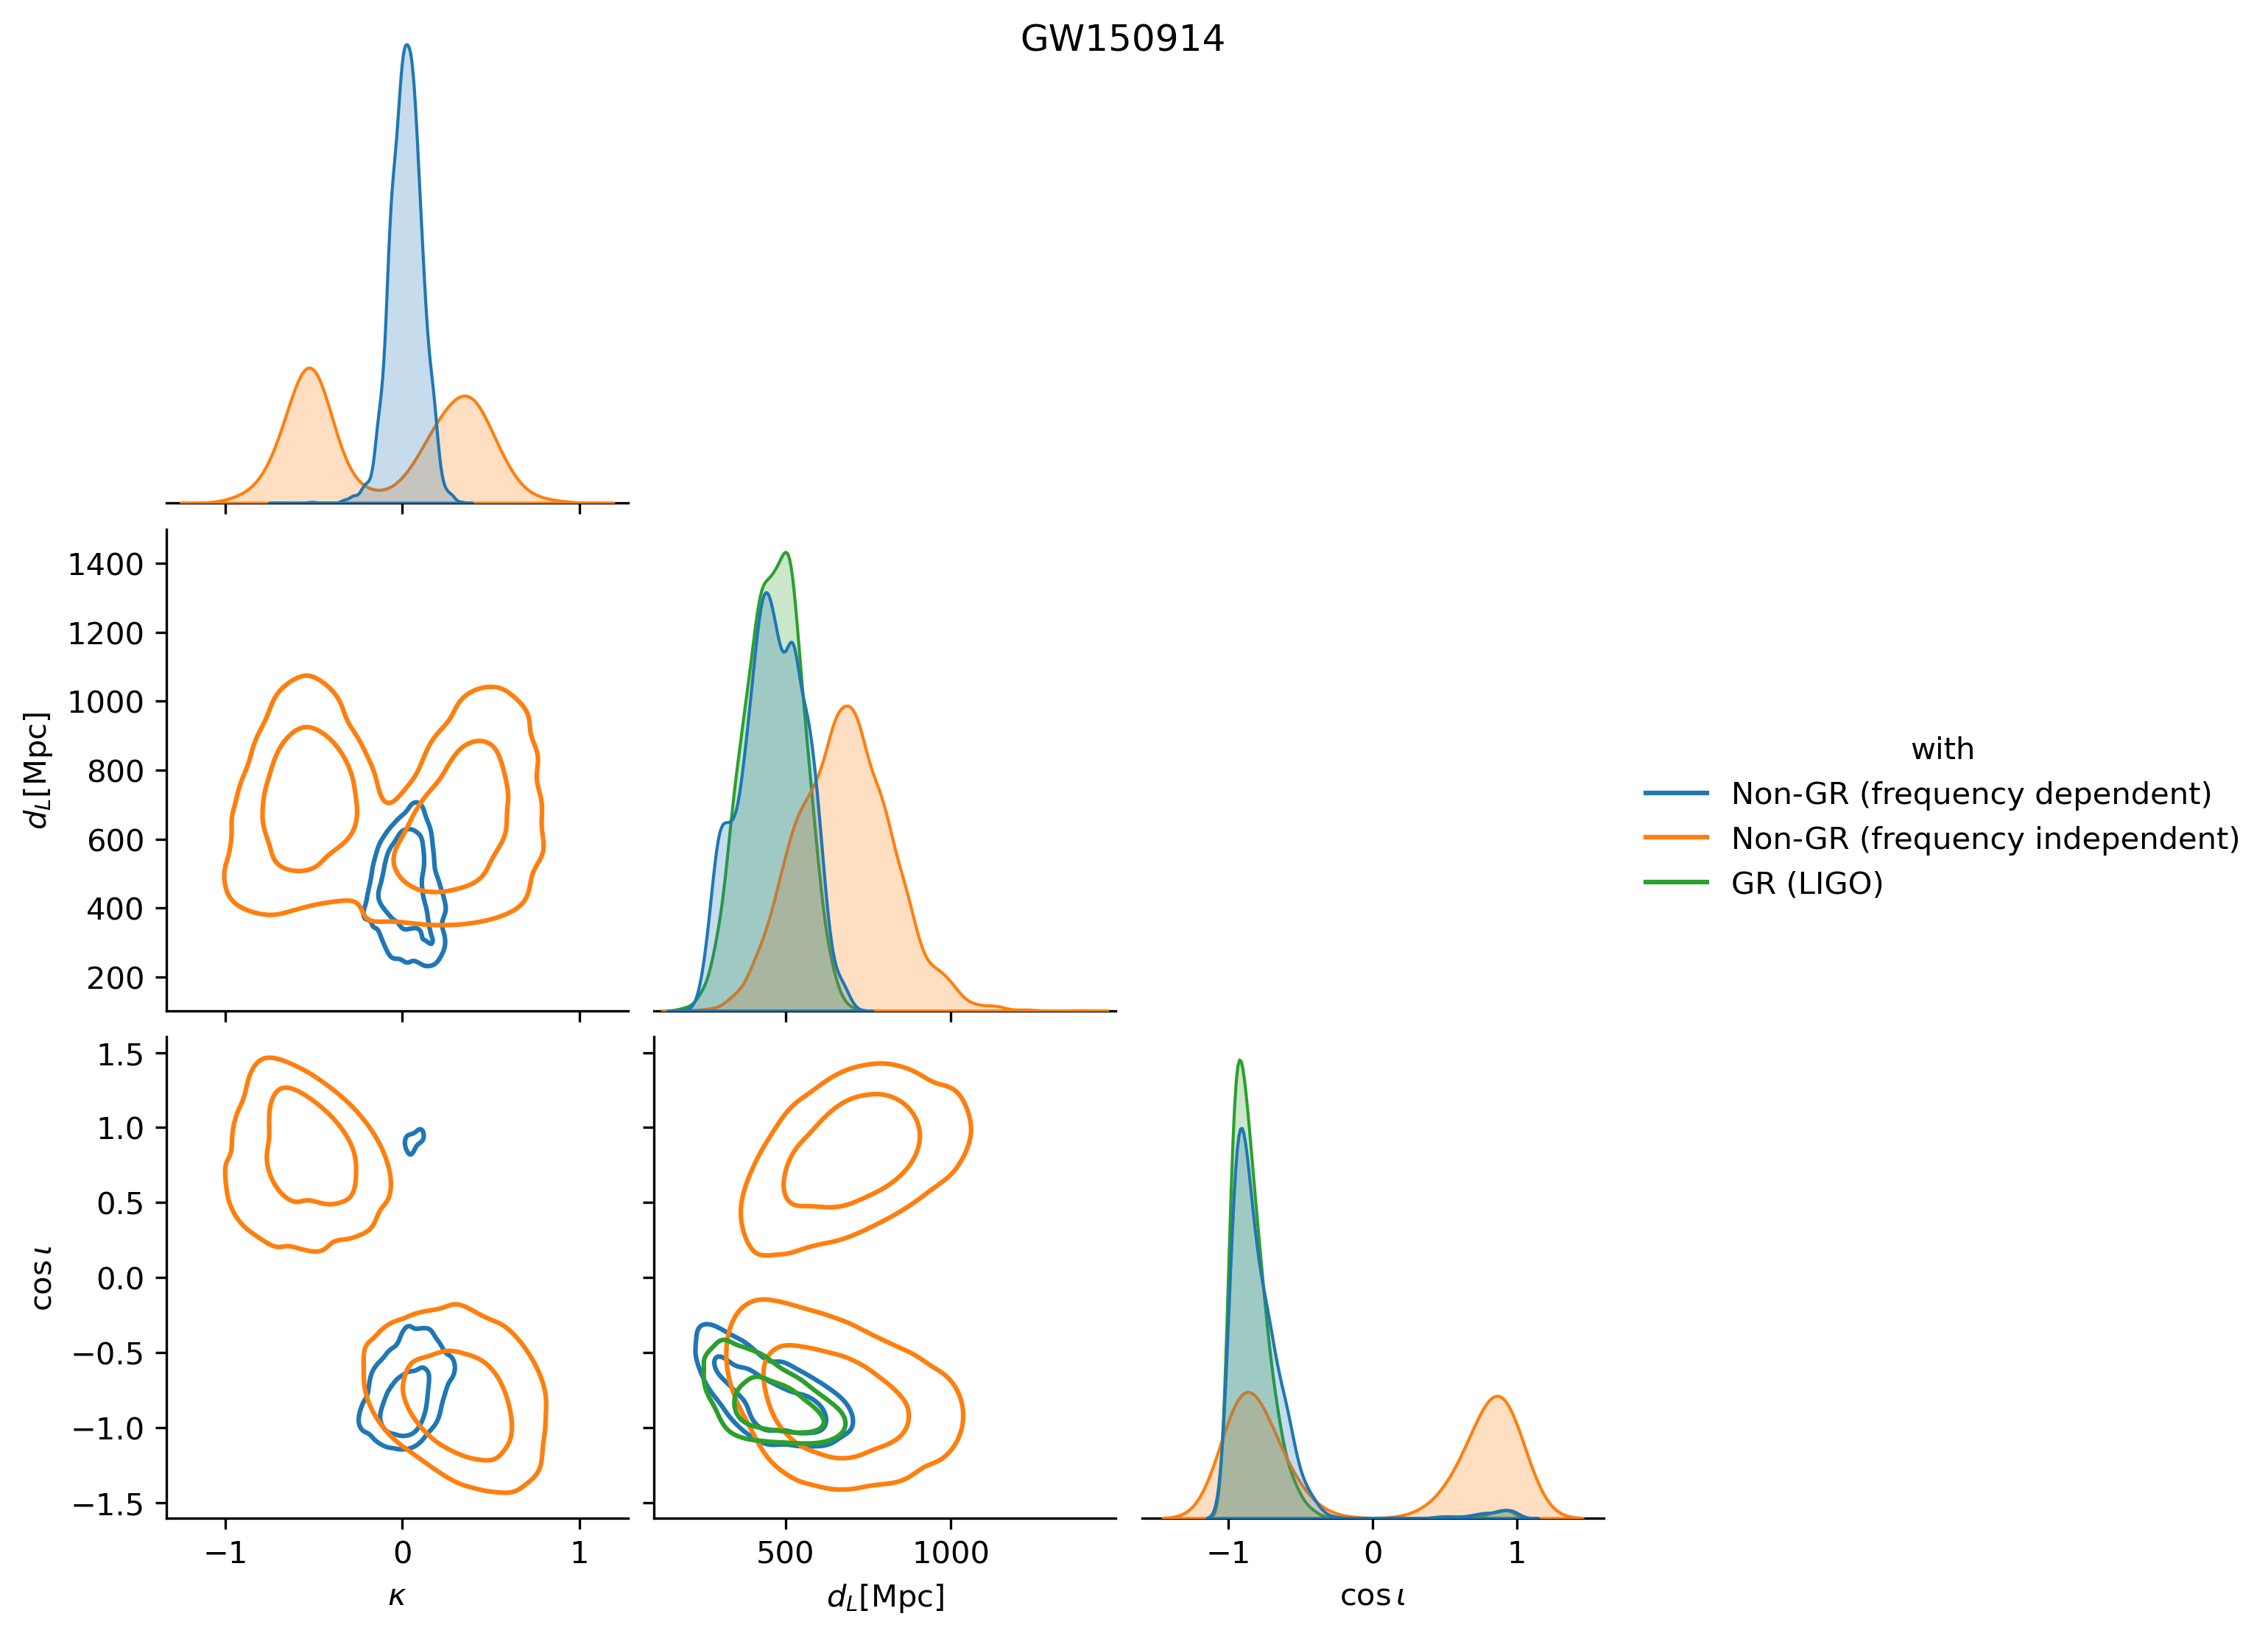 GW150914
1400
1200
1000
800
600
400
200
d_L[Mpc]
with
Non-GR (frequency dependent)
Non-GR (frequency independent)
GR (LIGO)
1.5
1.0
0.5
0.0
−0.5
−1.0
−1.5
cos ι
−1 0 1
500 1000
−1 0 1
κ
d_L[Mpc]
cos ι